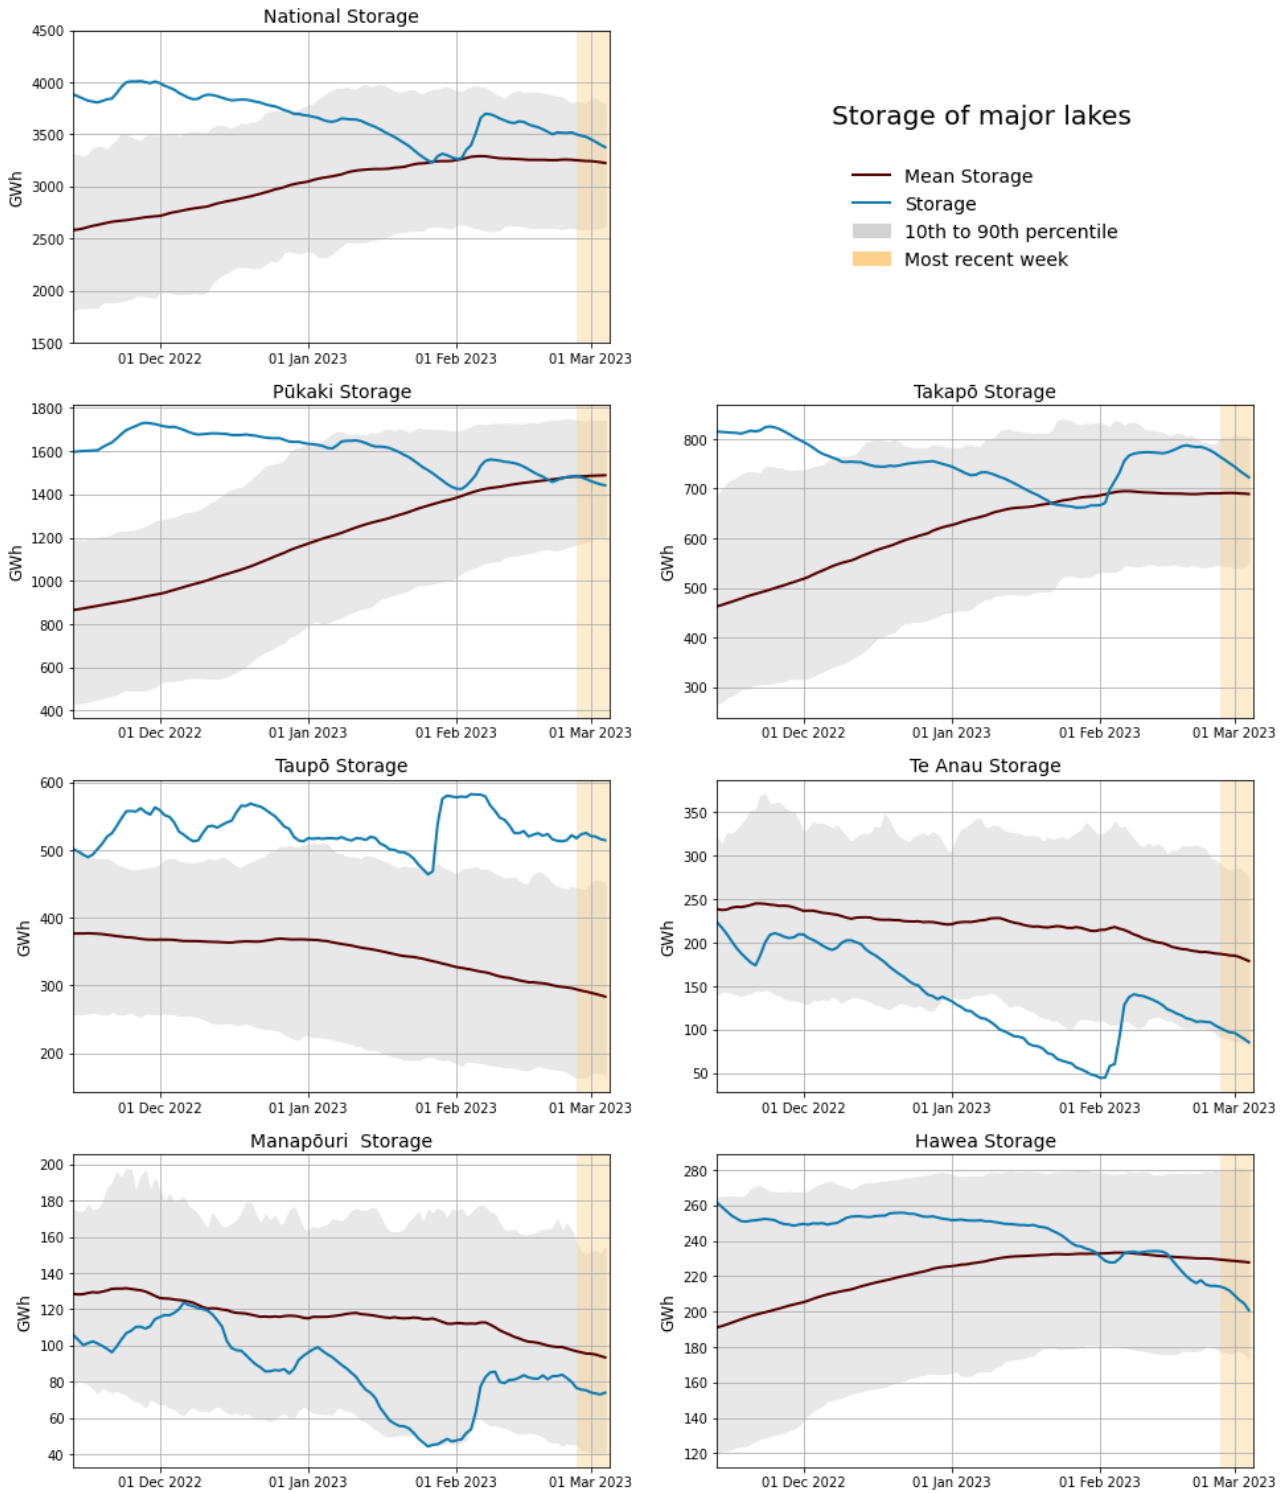 National Storage
4500
4000
3500
3000
2500
2000
1500
GWh
01 Dec 2022
01 Jan 2023
01 Feb 2023
01 Mar 2023
Storage of major lakes
Mean Storage
Storage
10th to 90th percentile
Most recent week
Pūkaki Storage
1800
1600
1400
1200
1000
800
600
400
GWh
01 Dec 2022
01 Jan 2023
01 Feb 2023
01 Mar 2023
Takapō Storage
800
700
600
500
400
300
GWh
01 Dec 2022
01 Jan 2023
01 Feb 2023
01 Mar 2023
Taupō Storage
600
500
400
300
200
GWh
01 Dec 2022
01 Jan 2023
01 Feb 2023
01 Mar 2023
Te Anau Storage
350
300
250
200
150
100
50
GWh
01 Dec 2022
01 Jan 2023
01 Feb 2023
01 Mar 2023
Manapōuri  Storage
200
180
160
140
120
100
80
60
40
GWh
01 Dec 2022
01 Jan 2023
01 Feb 2023
01 Mar 2023
Hawea Storage
280
260
240
220
200
180
160
140
120
GWh
01 Dec 2022
01 Jan 2023
01 Feb 2023
01 Mar 2023